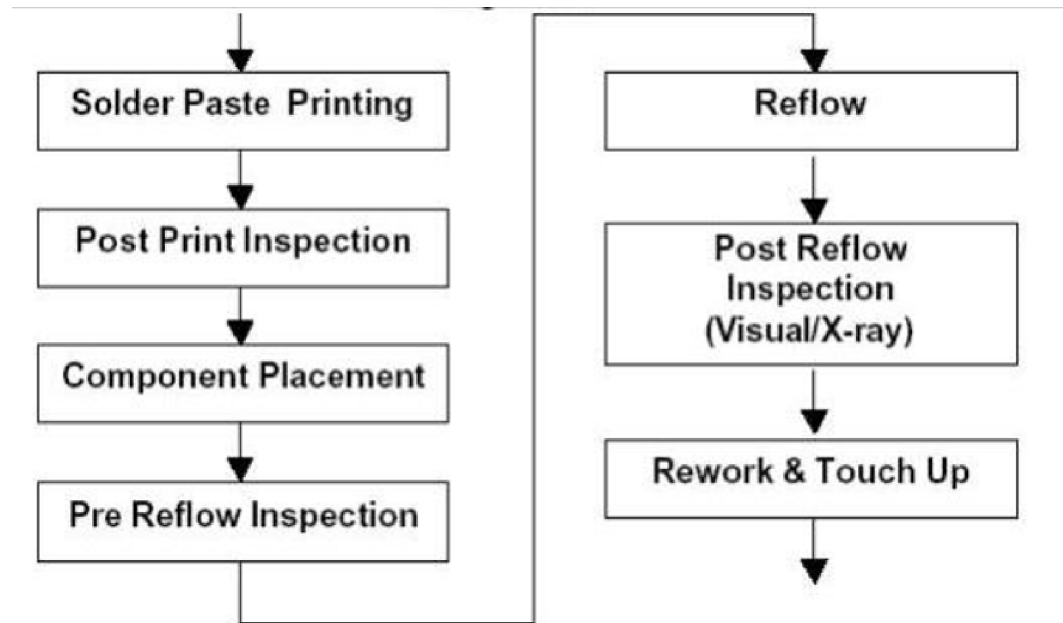 Solder Paste Printing
Post Print Inspection
Component Placement
Pre Reflow Inspection
Reflow
Post Reflow
Inspection
(Visual/X-ray)
Rework & Touch Up